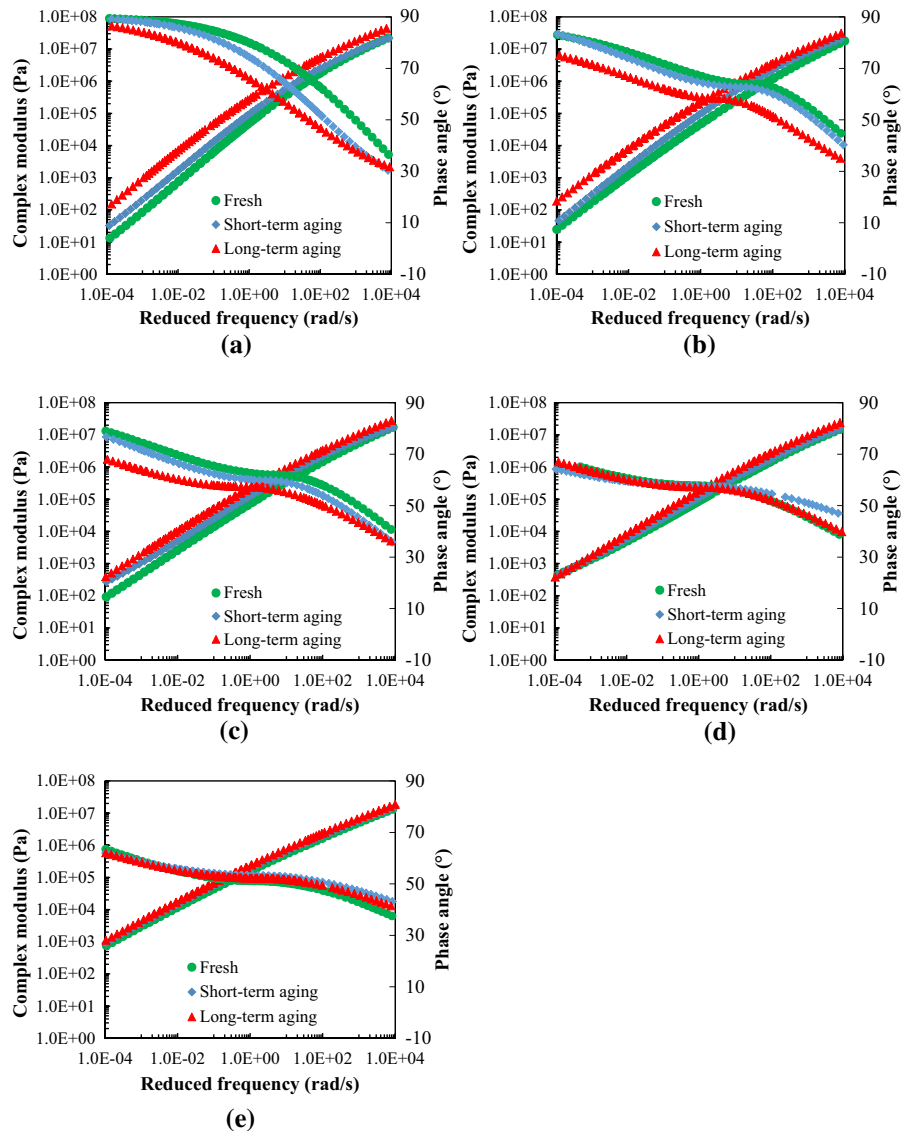 1.0E+08
1.0E+07
1.0E+06
1.0E+05
1.0E+04
1.0E+03
1.0E+02
1.0E+01
1.0E+00
Complex modulus (Pa)
90
70
50
30
10
-10
Phase angle (°)
Fresh
Short-term aging
Long-term aging
1.0E-04 1.0E-02 1.0E+00 1.0E+02 1.0E+04
Reduced frequency (rad/s)
(a)
1.0E+08
1.0E+07
1.0E+06
1.0E+05
1.0E+04
1.0E+03
1.0E+02
1.0E+01
1.0E+00
Complex modulus (Pa)
90
70
50
30
10
-10
Phase angle (°)
Fresh
Short-term aging
Long-term aging
1.0E-04 1.0E-02 1.0E+00 1.0E+02 1.0E+04
Reduced frequency (rad/s)
(b)
1.0E+08
1.0E+07
1.0E+06
1.0E+05
1.0E+04
1.0E+03
1.0E+02
1.0E+01
1.0E+00
Complex modulus (Pa)
90
70
50
30
10
-10
Phase angle (°)
Fresh
Short-term aging
Long-term aging
1.0E-04 1.0E-02 1.0E+00 1.0E+02 1.0E+04
Reduced frequency (rad/s)
(c)
1.0E+08
1.0E+07
1.0E+06
1.0E+05
1.0E+04
1.0E+03
1.0E+02
1.0E+01
1.0E+00
Complex modulus (Pa)
90
70
50
30
10
-10
Phase angle (°)
Fresh
Short-term aging
Long-term aging
1.0E-04 1.0E-02 1.0E+00 1.0E+02 1.0E+04
Reduced frequency (rad/s)
(d)
1.0E+08
1.0E+07
1.0E+06
1.0E+05
1.0E+04
1.0E+03
1.0E+02
1.0E+01
1.0E+00
Complex modulus (Pa)
90
70
50
30
10
-10
Phase angle (°)
Fresh
Short-term aging
Long-term aging
1.0E-04 1.0E-02 1.0E+00 1.0E+02 1.0E+04
Reduced frequency (rad/s)
(e)